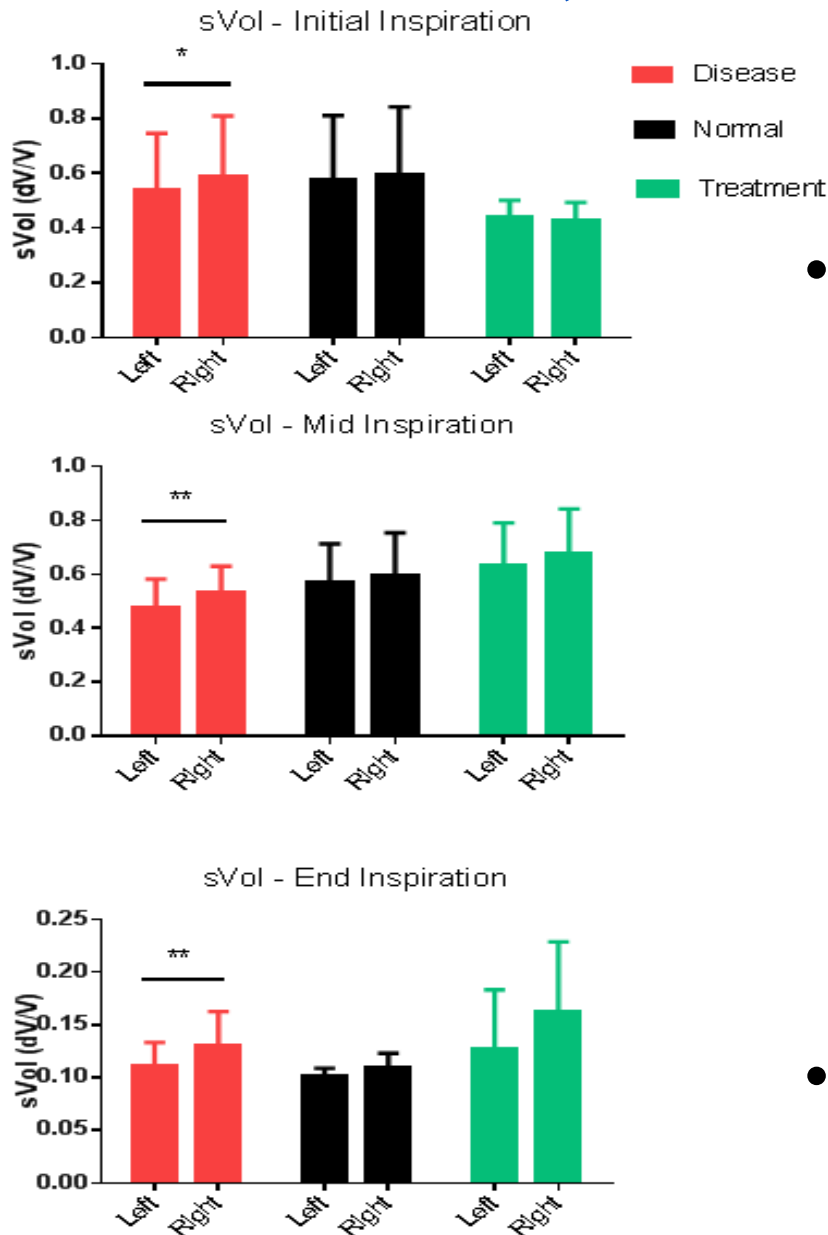 sVol - Initial Inspiration
*
1.0
0.8
0.6
0.4
0.2
0.0
sVol (dV/V)
Left
Right
Left
Right
Left
Right
Disease
Normal
Treatment
•
sVol - Mid Inspiration
**
1.0
0.8
0.6
0.4
0.2
0.0
sVol (dV/V)
Left
Right
Left
Right
Left
Right
sVol - End Inspiration
**
0.25
0.20
0.15
0.10
0.05
0.00
sVol (dV/V)
Left
Right
Left
Right
Left
Right
•